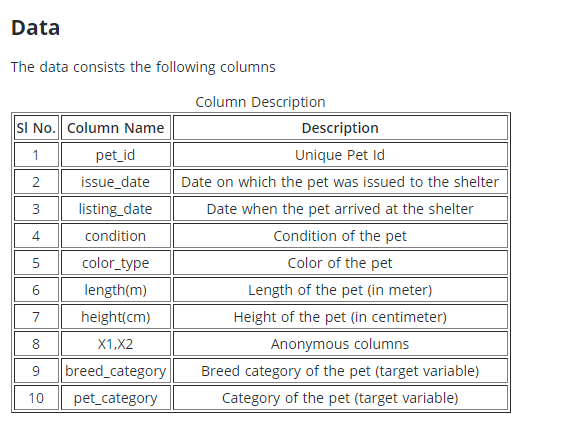 Data
The data consists the following columns
Column Description
Sl No. Column Name Description
1 pet_id Unique Pet Id
2 issue_date Date on which the pet was issued to the shelter
3 listing_date Date when the pet arrived at the shelter
4 condition Condition of the pet
5 color_type Color of the pet
6 length(m) Length of the pet (in meter)
7 height(cm) Height of the pet (in centimeter)
8 X1,X2 Anonymous columns
9 breed_category Breed category of the pet (target variable)
10 pet_category Category of the pet (target variable)